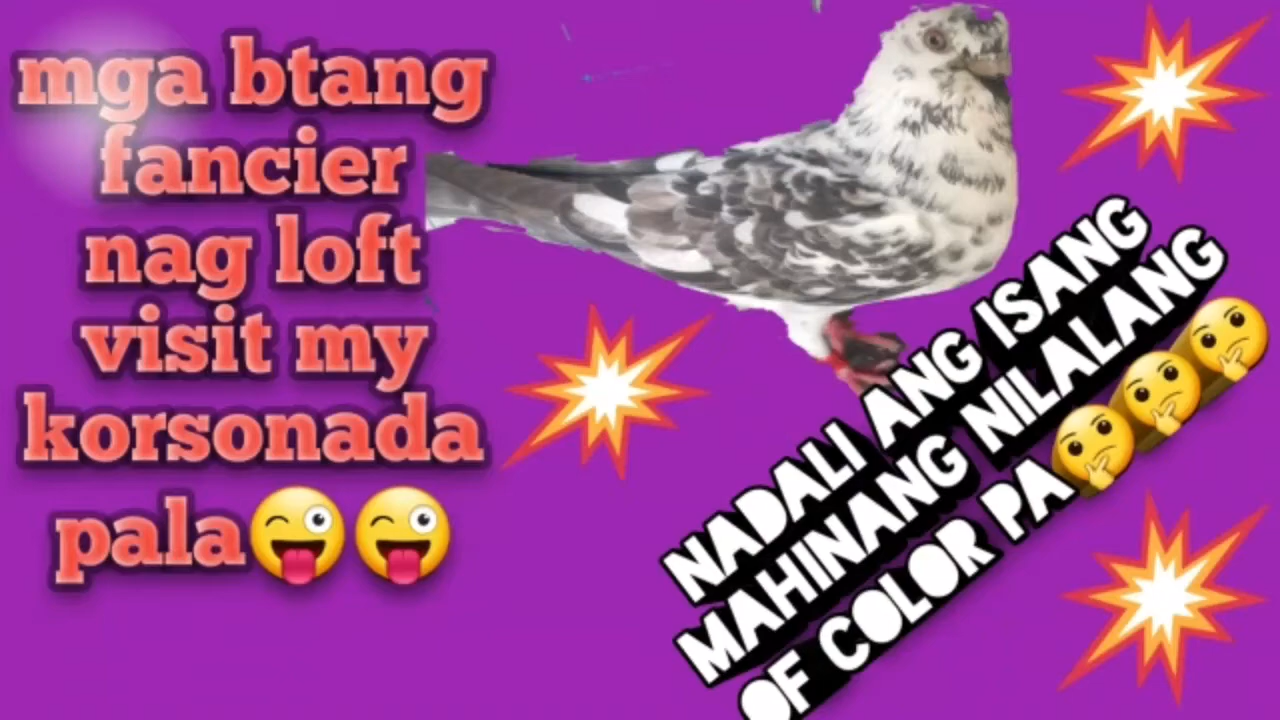 mga btang
fancier
nag loft
visit my
korsonada
pala😜😜
NADALI ANG ISANG
MAHINANG NILALANG
OF COLOR PA🤔🤔🤔